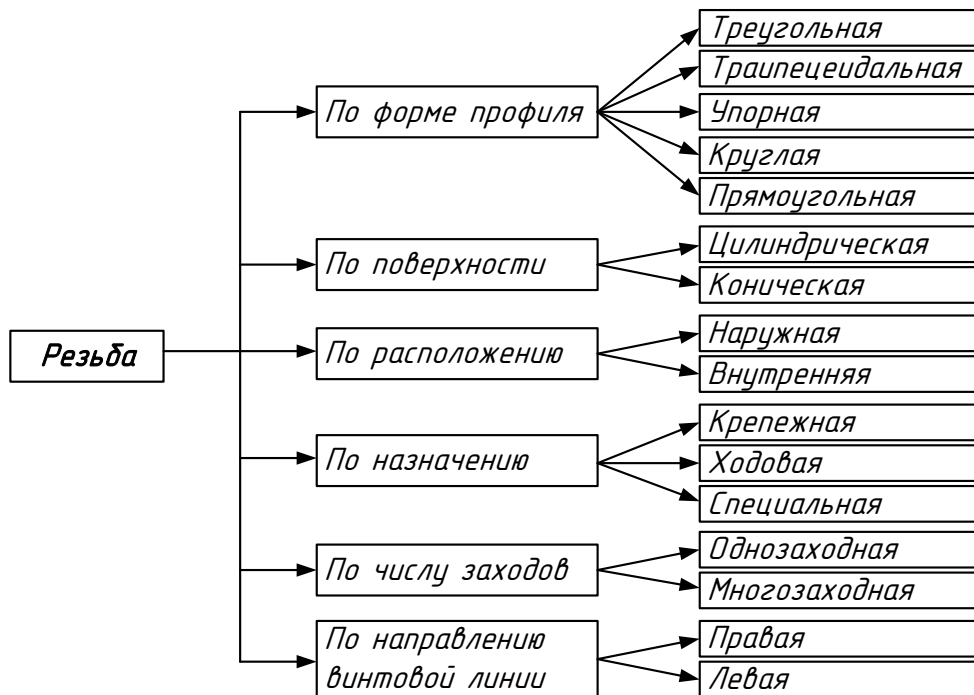 Резьба
По форме профиля
Треугольная
Траипецеидальная
Упорная
Круглая
Прямоугольная
По поверхности
Цилиндрическая
Коническая
По расположению
Наружная
Внутренняя
По назначению
Крепежная
Ходовая
Специальная
По числу заходов
Однозаходная
Многозаходная
По направлению
винтовой линии
Правая
Левая